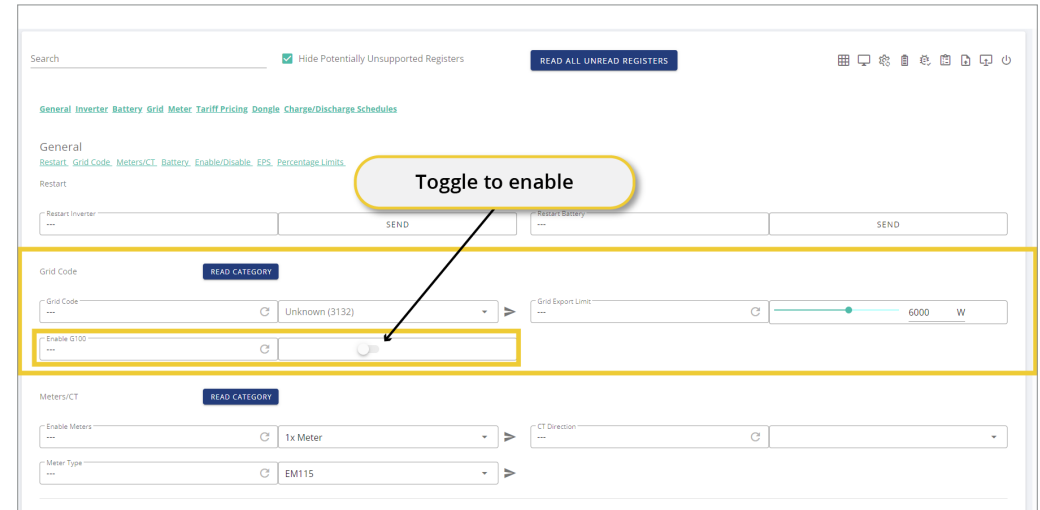 Search
Hide Potentially Unsupported Registers
READ ALL UNREAD REGISTERS
General Inverter Battery Grid Meter Tariff Pricing Dongle Charge/Discharge Schedules
General
Restart Grid Code Meters/CT Battery Enable/Disable EPS Percentage Limits
Toggle to enable
Restart
Restart Inverter
---
SEND
Restart Battery
---
SEND
Grid Code
READ CATEGORY
Grid Code
---
Unknown (3132)
Grid Export Limit
---
6000 W
Enable G100
---
Meters/CT
READ CATEGORY
Enable Meters
---
1x Meter
CT Direction
---
Meter Type
---
EM115